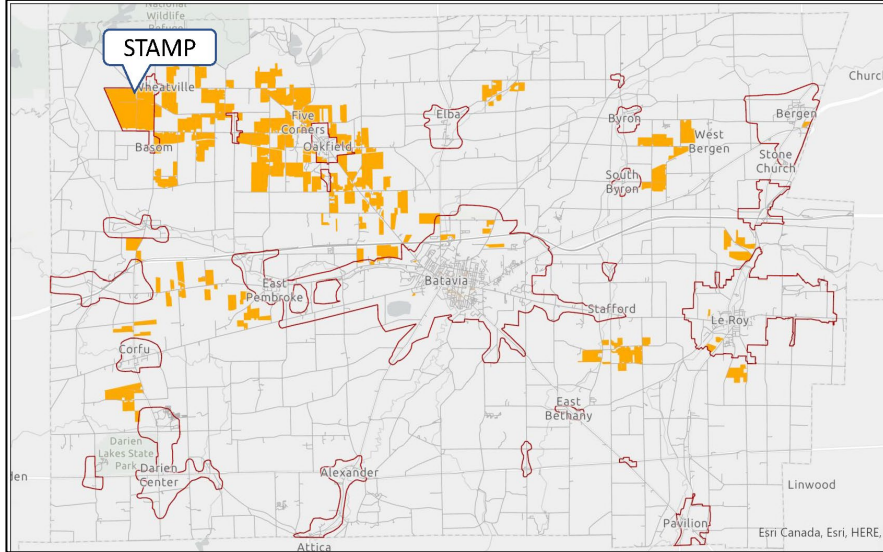 National
Wildlife
Refuge
STAMP
Wheatville
Church
Five
Corners
Elba
Byron
Bergen
Basom
Oakfield
West
Bergen
Stone
Church
South
Byron
East
Pembroke
Batavia
Stafford
Le Roy
Corfu
East
Bethany
Darien
Lakes State
Park
Darien
Center
Alexander
den
Linwood
Pavilion
Attica
Esri Canada, Esri, HERE,